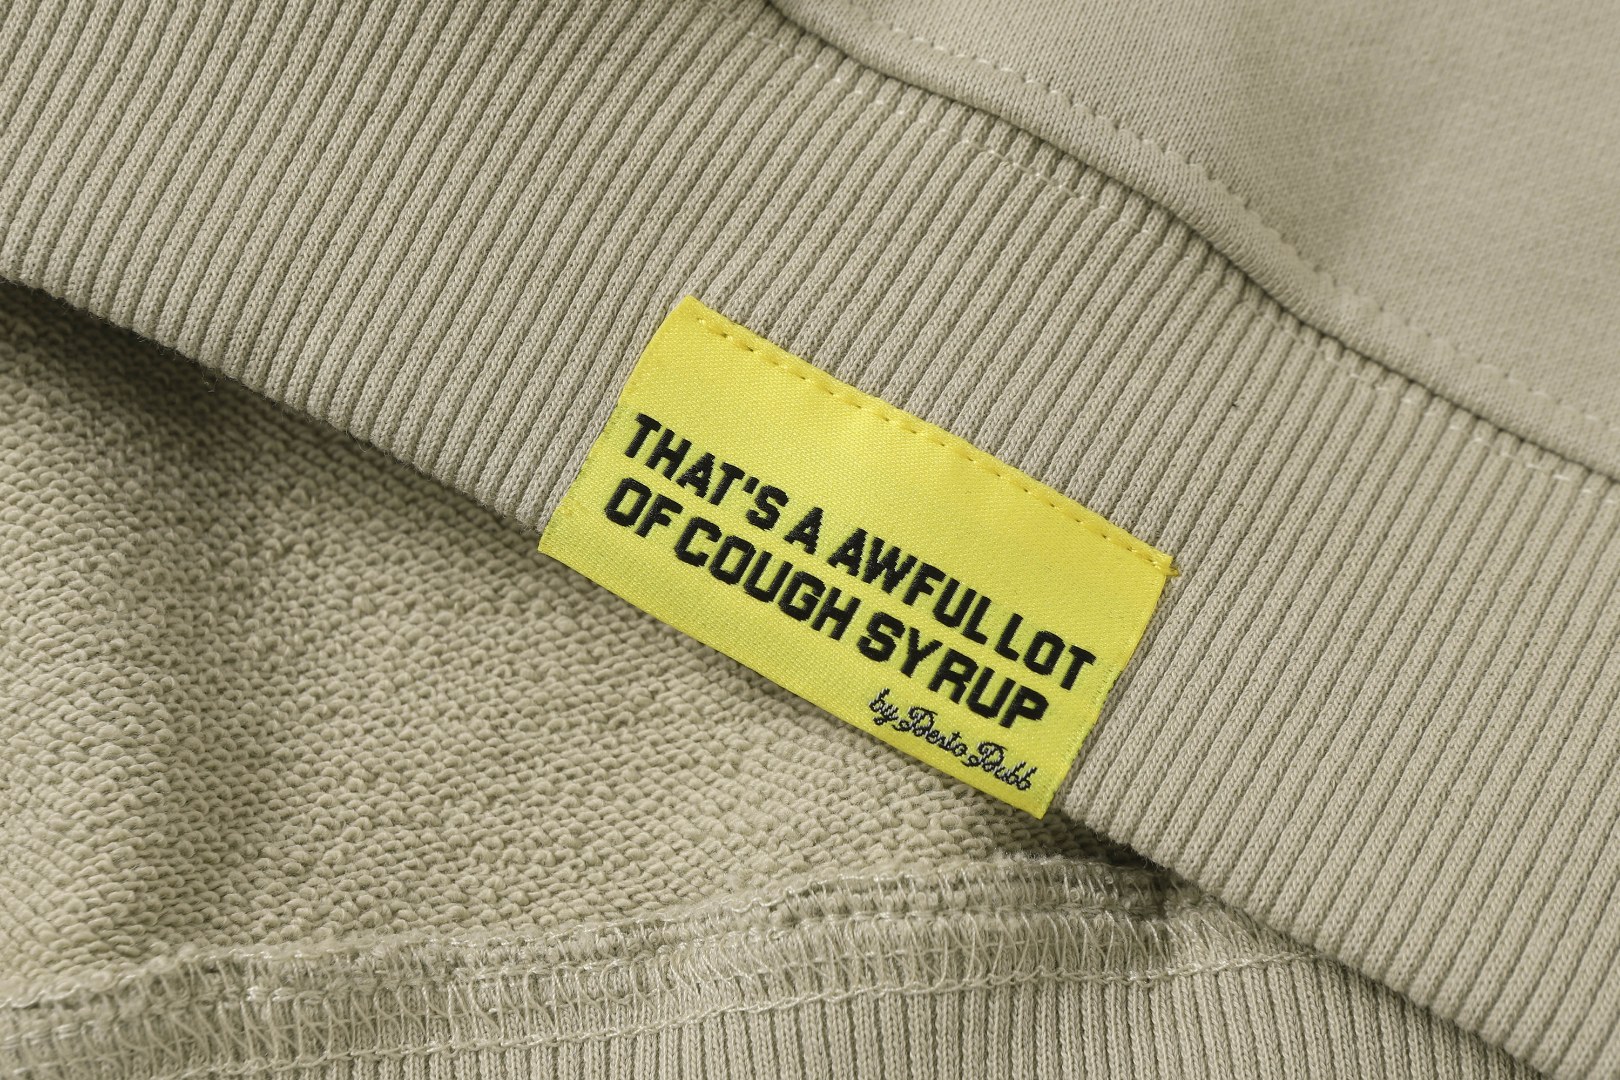 THAT'S A AWFUL LOT
OF COUGH SYRUP
by Desto Dubb